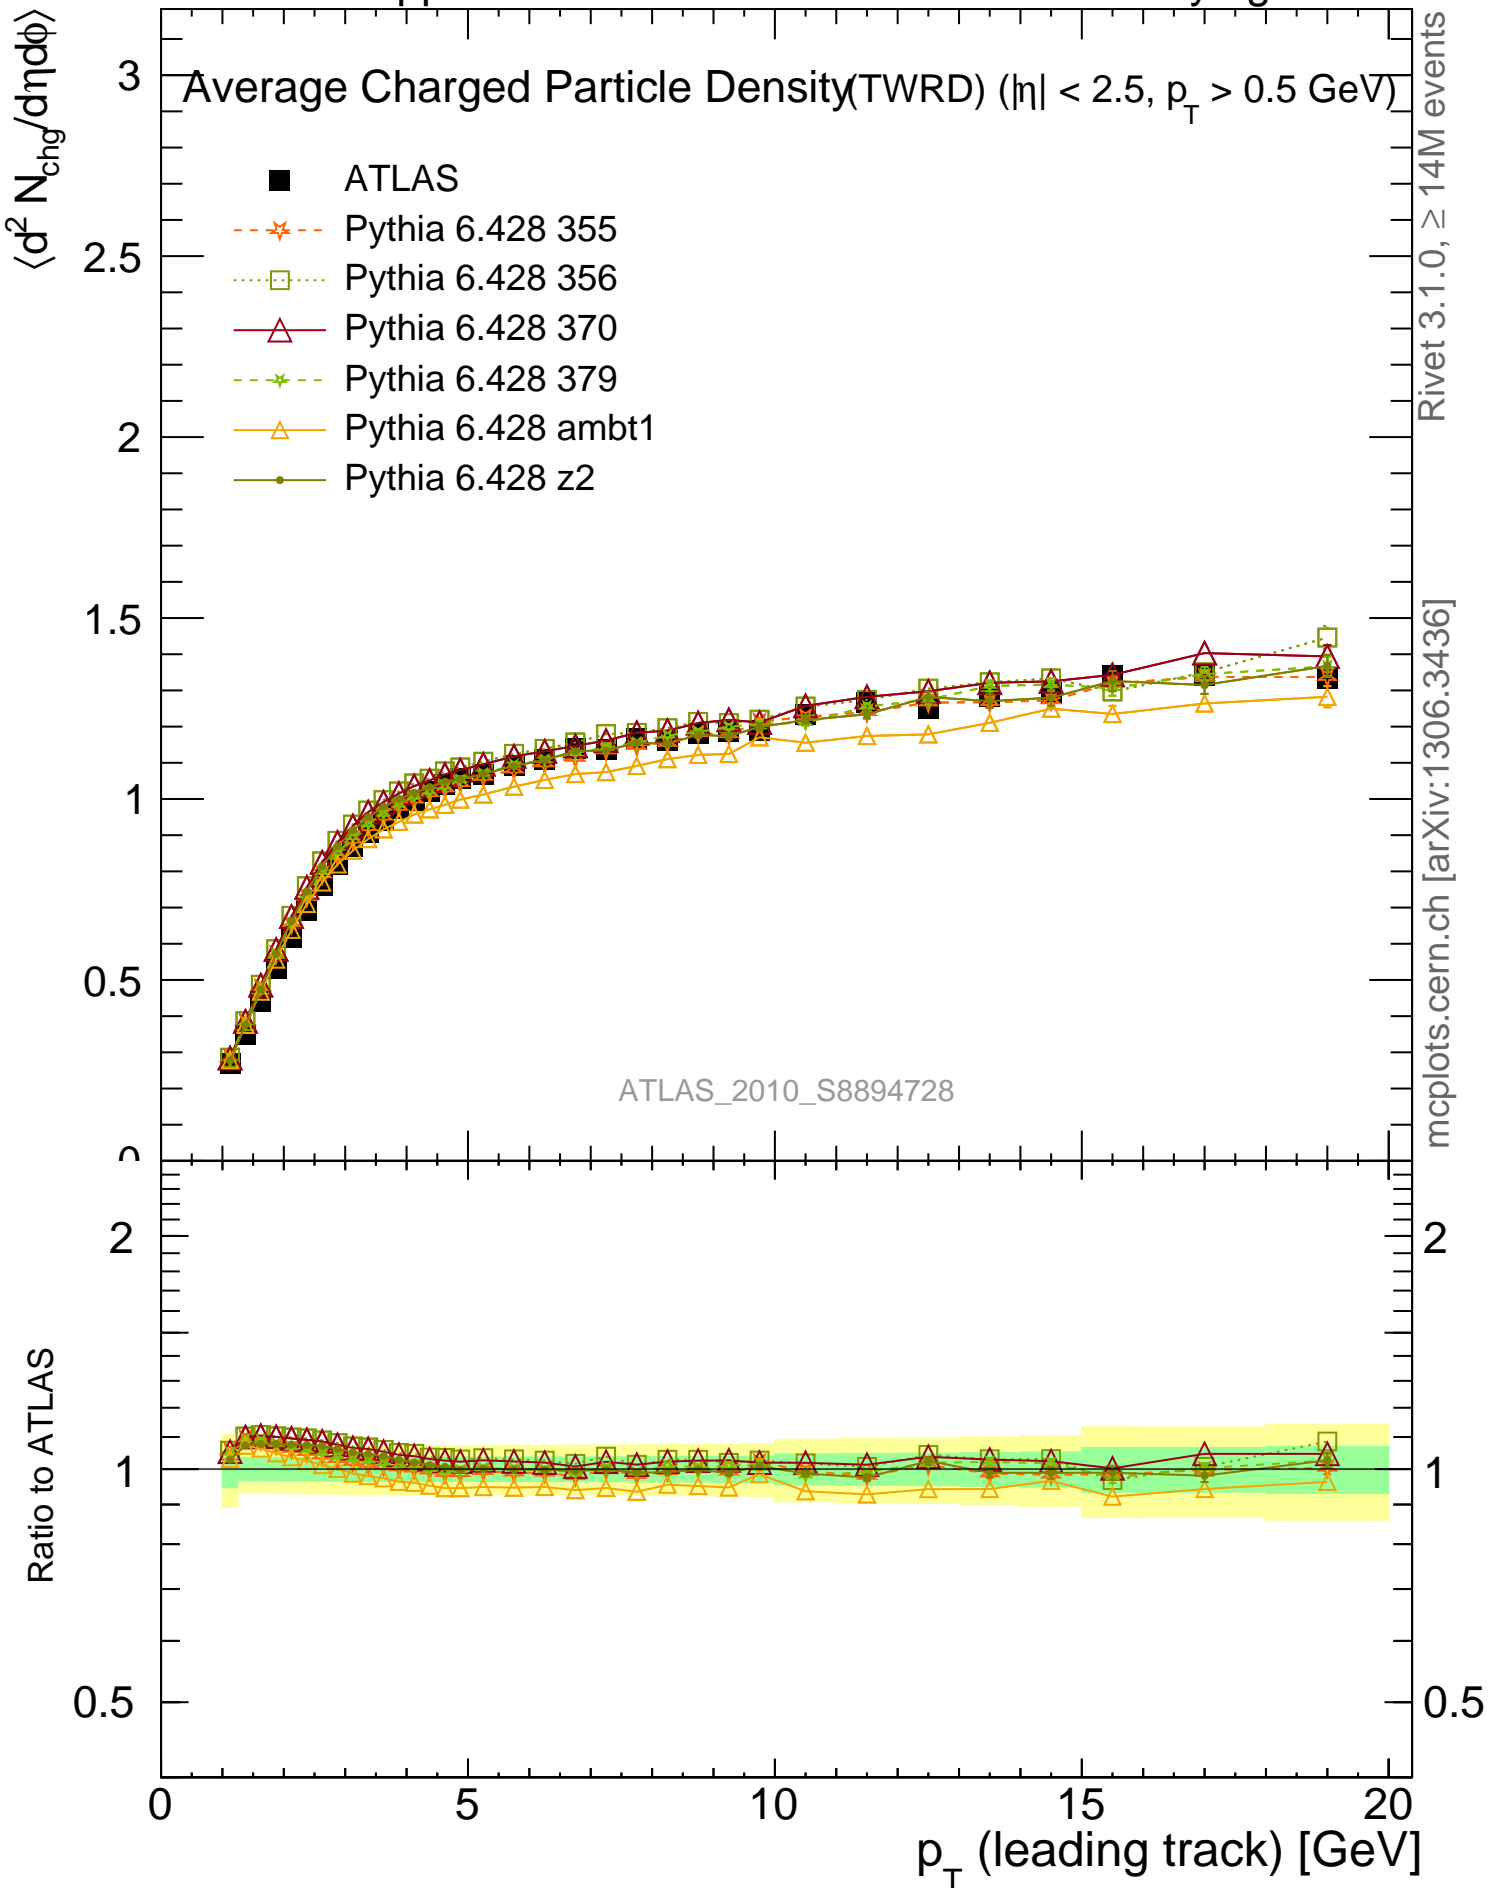 ⟨d² N_chg/dηdϕ⟩
Average Charged Particle Density (TWRD) (|η| < 2.5, p_T > 0.5 GeV)
ATLAS
Pythia 6.428 355
Pythia 6.428 356
Pythia 6.428 370
Pythia 6.428 379
Pythia 6.428 ambt1
Pythia 6.428 z2
3
2.5
2
1.5
1
0.5
0
ATLAS_2010_S8894728
Rivet 3.1.0, ≥ 14M events
mcplots.cern.ch [arXiv:1306.3436]
Ratio to ATLAS
2
1
0.5
2
1
0.5
0 5 10 15 20
p_T (leading track) [GeV]